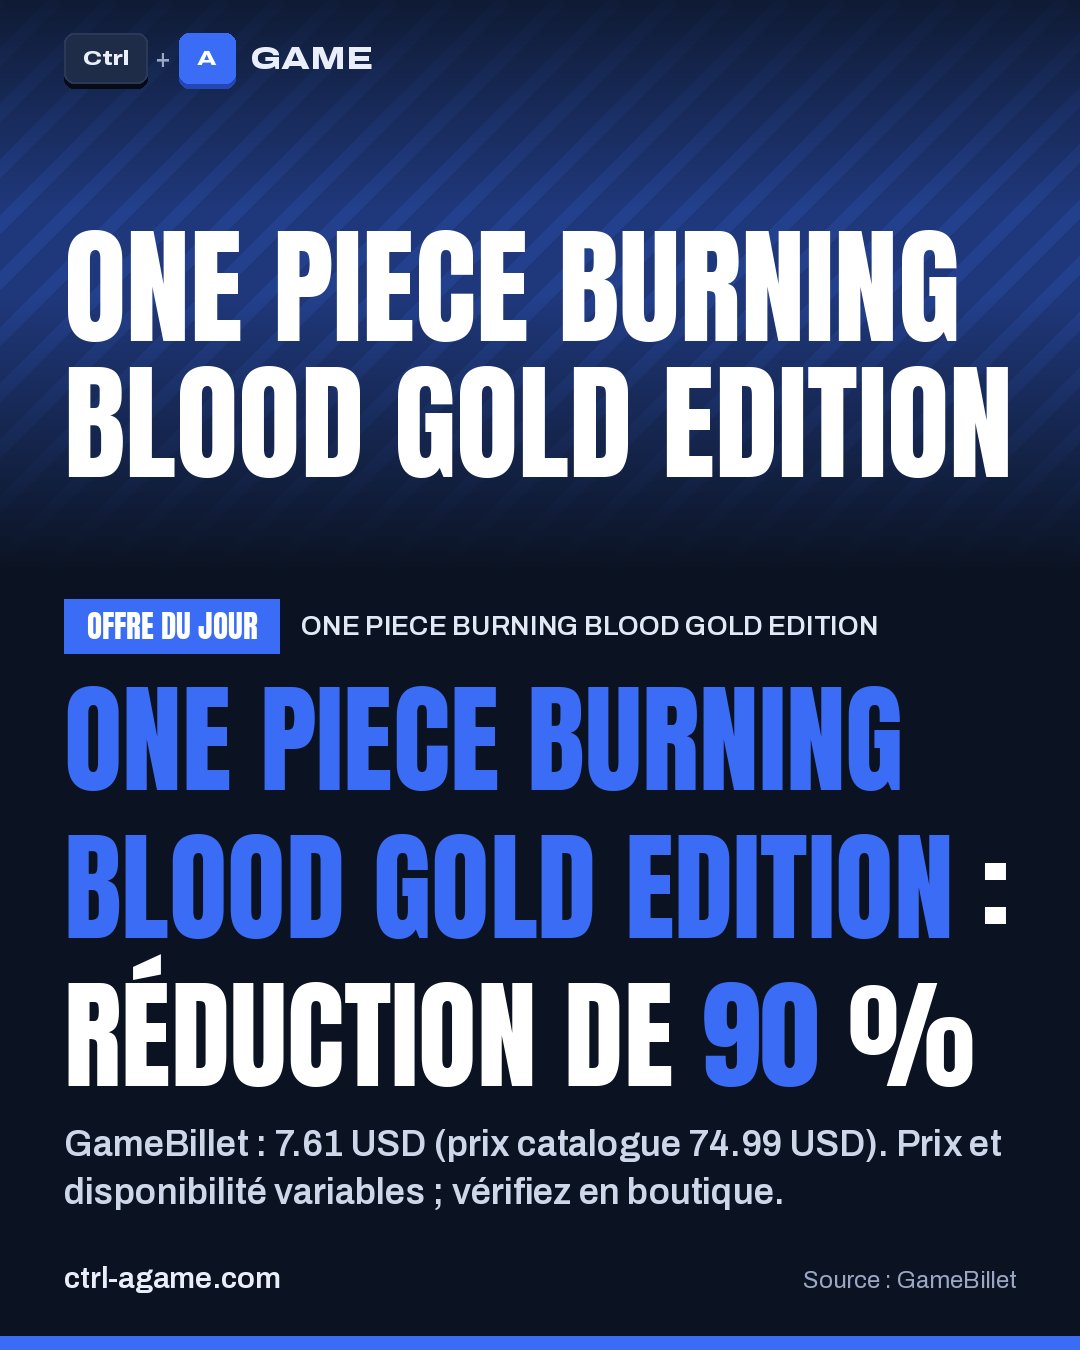 Ctrl + A GAME
ONE PIECE BURNING
BLOOD GOLD EDITION
OFFRE DU JOUR ONE PIECE BURNING BLOOD GOLD EDITION
ONE PIECE BURNING
BLOOD GOLD EDITION :
RÉDUCTION DE 90 %
GameBillet : 7.61 USD (prix catalogue 74.99 USD). Prix et
disponibilité variables ; vérifiez en boutique.
ctrl-agame.com Source : GameBillet